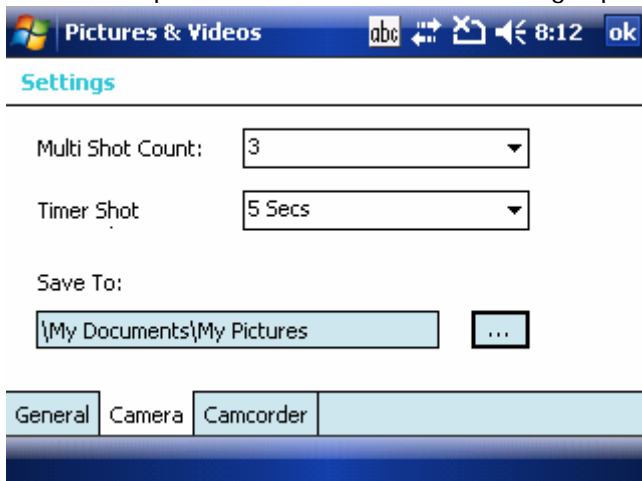 Pictures & Videos abc 8:12 ok
Settings
Multi Shot Count: 3
Timer Shot 5 Secs
Save To:
\My Documents\My Pictures ...
General Camera Camcorder